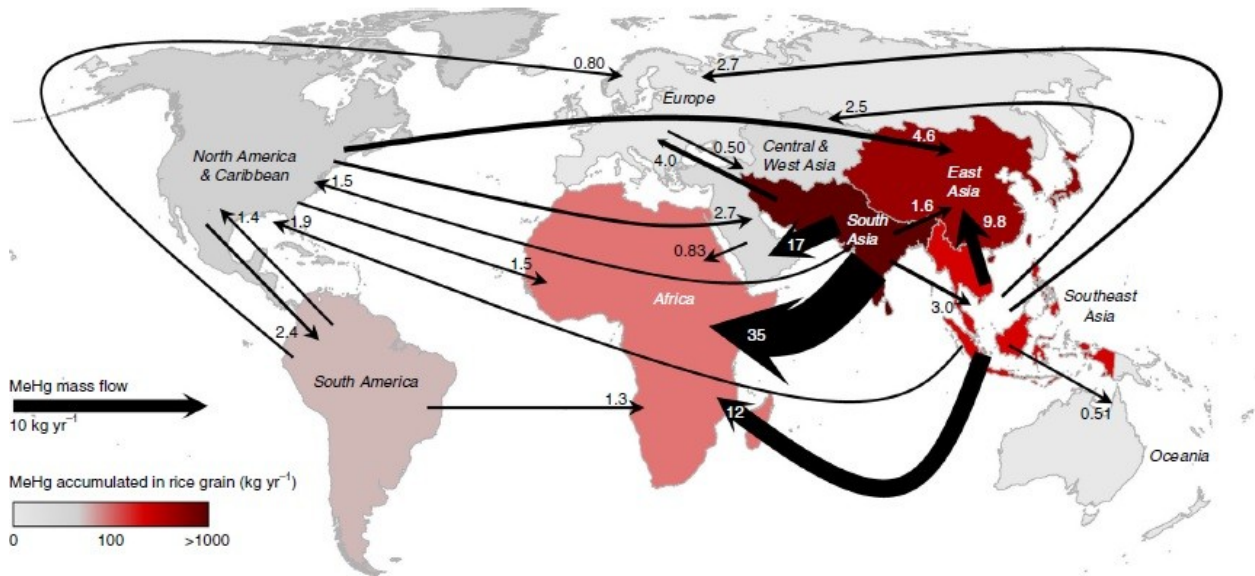 0.80
2.7
Europe
2.5
4.6
North America
& Caribbean
0.50
Central &
West Asia
4.0
East
Asia
1.5
1.6
1.4
1.9
2.7
South
Asia
9.8
17
0.83
1.5
Africa
Southeast
Asia
3.0
2.4
35
South America
MeHg mass flow
10 kg yr⁻¹
1.3
12
0.51
Oceania
MeHg accumulated in rice grain (kg yr⁻¹)
0 100 >1000